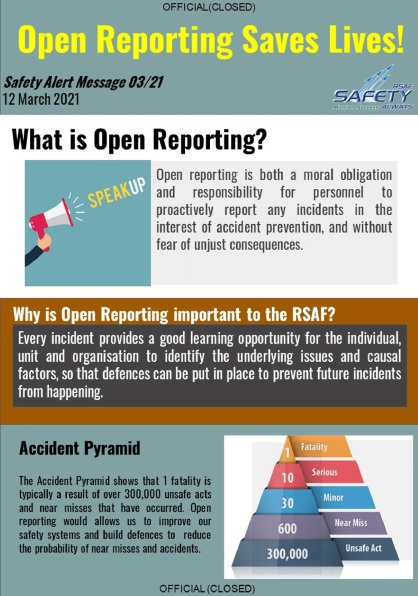 OFFICIAL(CLOSED)
Open Reporting Saves Lives!
Safety Alert Message 03/21
12 March 2021
RSAF
SAFETY
ALWAYS
What is Open Reporting?
SPEAKUP
Open reporting is both a moral obligation
and responsibility for personnel to
proactively report any incidents in the
interest of accident prevention, and without
fear of unjust consequences.
Why is Open Reporting important to the RSAF?
Every incident provides a good learning opportunity for the individual,
unit and organisation to identify the underlying issues and causal
factors, so that defences can be put in place to prevent future incidents
from happening.
Accident Pyramid
The Accident Pyramid shows that 1 fatality is
typically a result of over 300,000 unsafe acts
and near misses that have occurred. Open
reporting would allows us to improve our
safety systems and build defences to reduce
the probability of near misses and accidents.
1 Fatality
10 Serious
30 Minor
600 Near Miss
300,000 Unsafe Act
OFFICIAL(CLOSED)